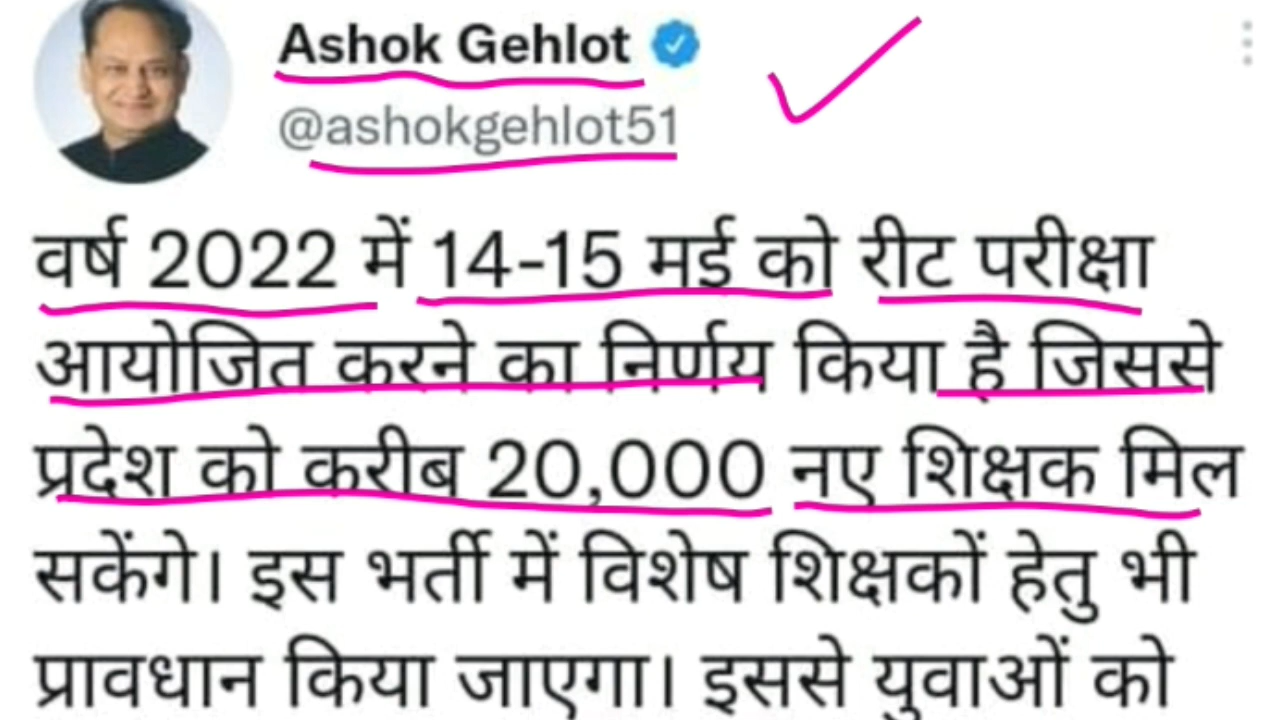 Ashok Gehlot
@ashokgehlot51
वर्ष 2022 में 14-15 मई को रीट परीक्षा
आयोजित करने का निर्णय किया है जिससे
प्रदेश को करीब 20,000 नए शिक्षक मिल
सकेंगे। इस भर्ती में विशेष शिक्षकों हेतु भी
प्रावधान किया जाएगा। इससे युवाओं को